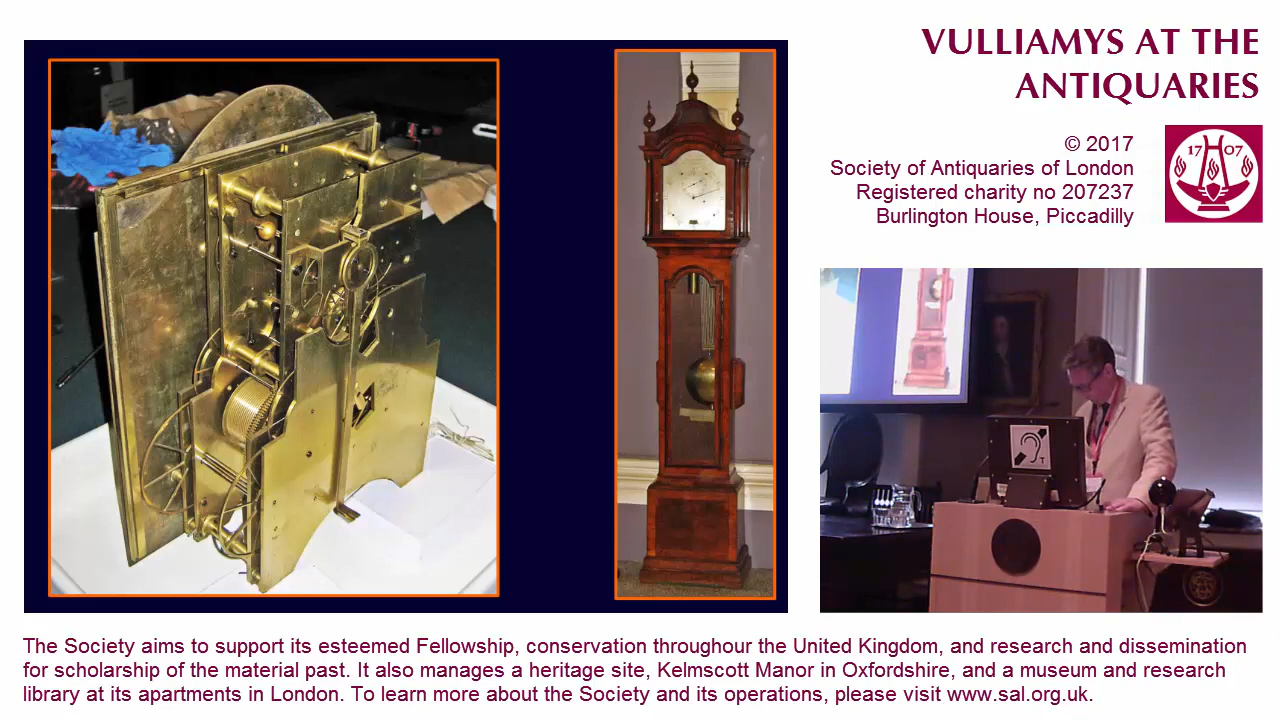 VULLIAMYS AT THE
ANTIQUARIES
© 2017
Society of Antiquaries of London
Registered charity no 207237
Burlington House, Piccadilly
17 07
T
The Society aims to support its esteemed Fellowship, conservation throughour the United Kingdom, and research and dissemination
for scholarship of the material past. It also manages a heritage site, Kelmscott Manor in Oxfordshire, and a museum and research
library at its apartments in London. To learn more about the Society and its operations, please visit www.sal.org.uk.